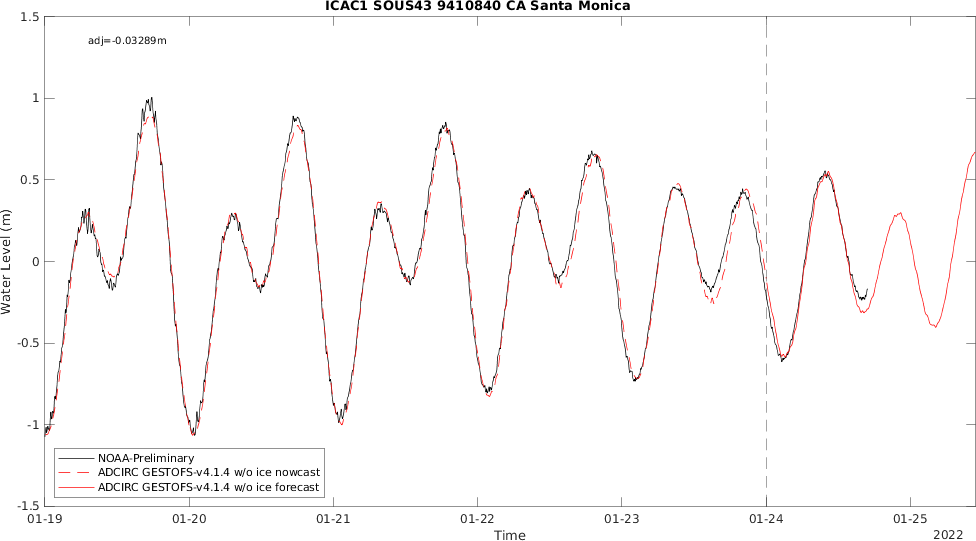 ICAC1 SOUS43 9410840 CA Santa Monica
adj=-0.03289m
1.5
1
0.5
0
-0.5
-1
-1.5
Water Level (m)
NOAA-Preliminary
ADCIRC GESTOFS-v4.1.4 w/o ice nowcast
ADCIRC GESTOFS-v4.1.4 w/o ice forecast
01-19 01-20 01-21 01-22 01-23 01-24 01-25
Time
2022